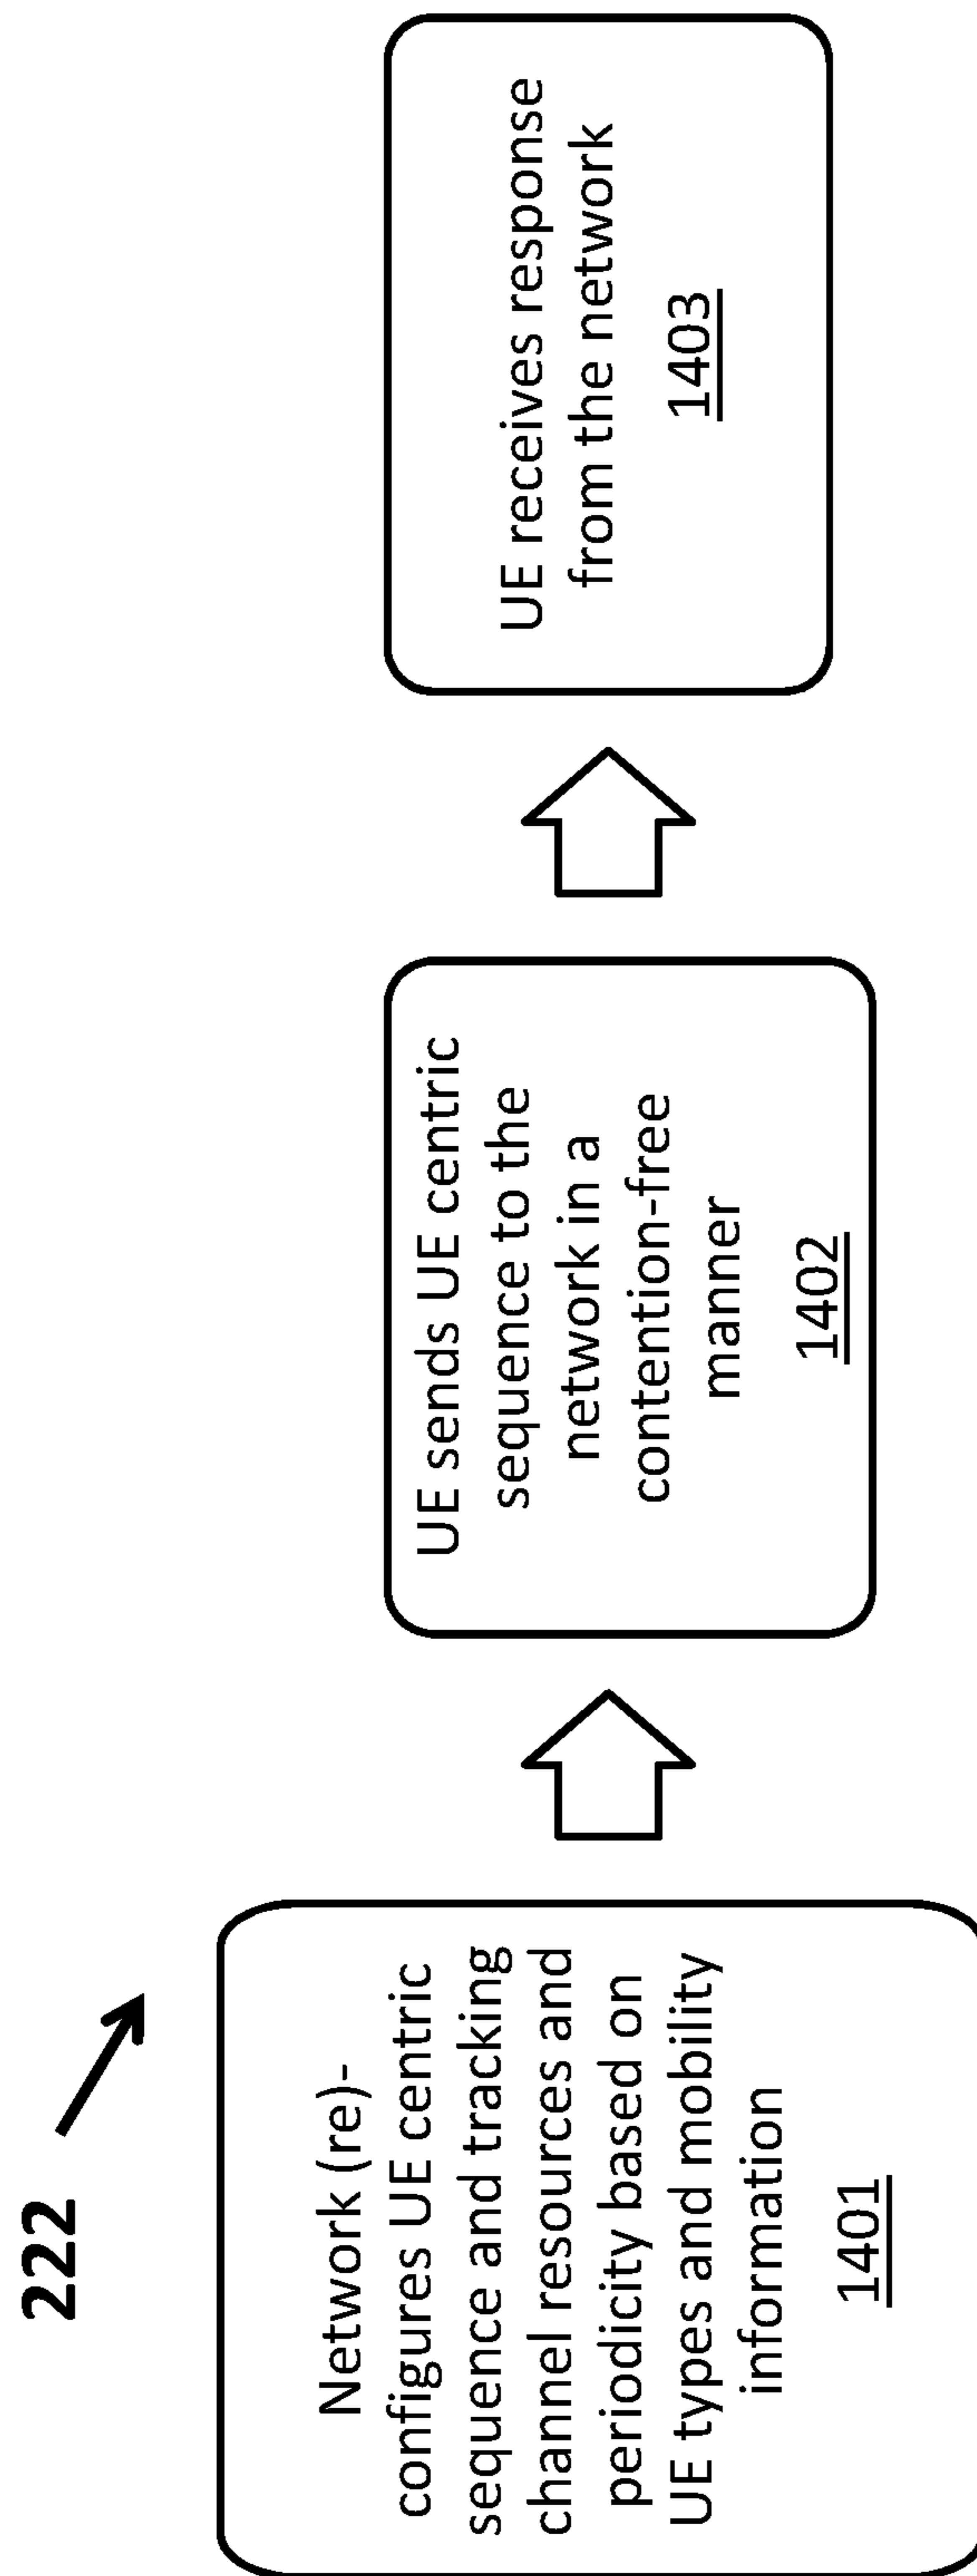 222
Network (re)-
configures UE centric
sequence and tracking
channel resources and
periodicity based on
UE types and mobility
information
1401
UE sends UE centric
sequence to the
network in a
contention-free
manner
1402
UE receives response
from the network
1403